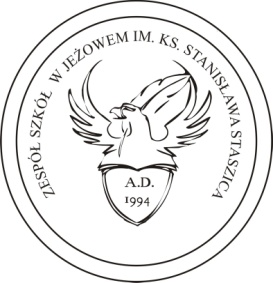 ZESPÓŁ SZKÓŁ W JEŻOWEM IM. KS. STANISŁAWA STASZICA
A.D.
1994